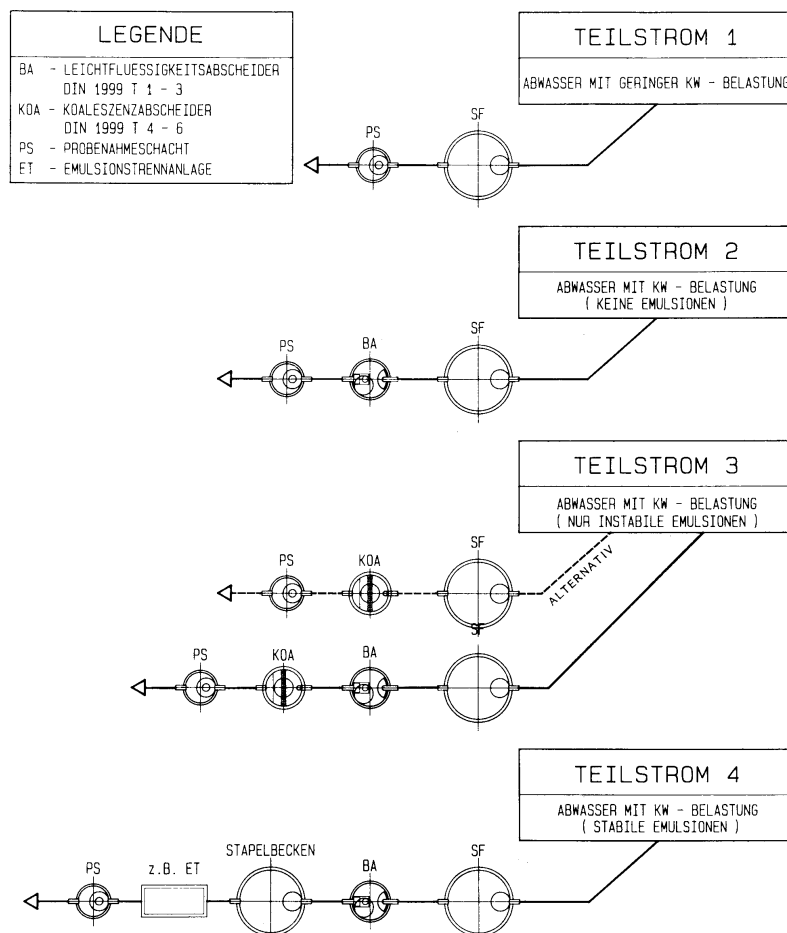 LEGENDE
BA - LEICHTFLUESSIGKEITSABSCHEIDER
DIN 1999 T 1 - 3
KOA - KOALESZENZABSCHEIDER
DIN 1999 T 4 - 6
PS - PROBENAHMESCHACHT
ET - EMULSIONSTRENNANLAGE
TEILSTROM 1
ABWASSER MIT GERINGER KW - BELASTUNG
PS
SF
TEILSTROM 2
ABWASSER MIT KW - BELASTUNG
( KEINE EMULSIONEN )
PS
BA
SF
TEILSTROM 3
ABWASSER MIT KW - BELASTUNG
( NUR INSTABILE EMULSIONEN )
PS
KOA
SF
ALTERNATIV
PS
KOA
BA
SF
TEILSTROM 4
ABWASSER MIT KW - BELASTUNG
( STABILE EMULSIONEN )
PS
z.B. ET
STAPELBECKEN
BA
SF